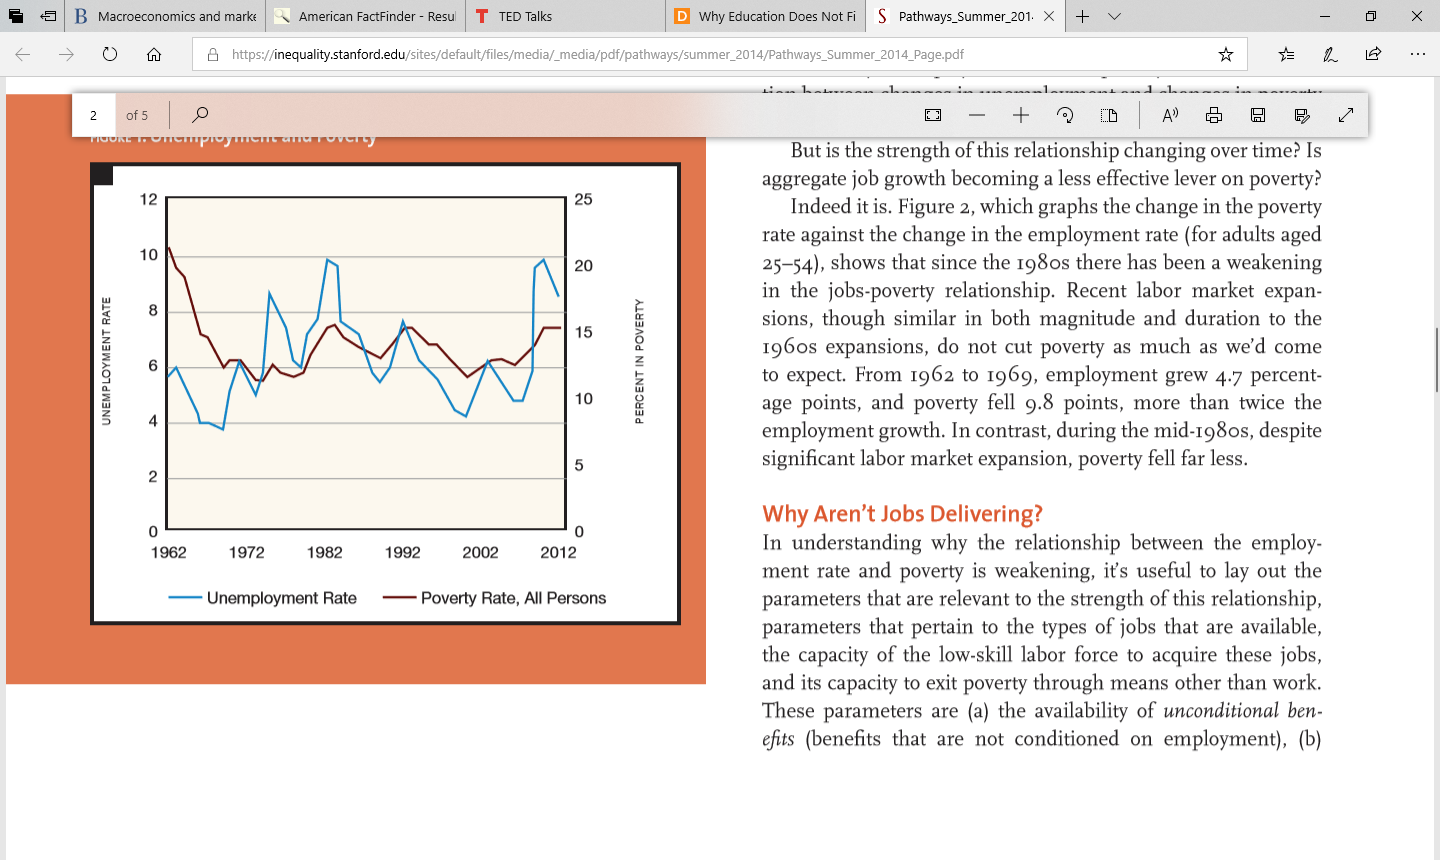 Macroeconomics and marke
American FactFinder - Resul
TED Talks
Why Education Does Not Fi
Pathways_Summer_201
https://inequality.stanford.edu/sites/default/files/media/_media/pdf/pathways/summer_2014/Pathways_Summer_2014_Page.pdf
2 of 5
FIGURE 1. Unemployment and Poverty
12
10
8
6
4
2
0
UNEMPLOYMENT RATE
25
20
15
10
5
0
PERCENT IN POVERTY
1962 1972 1982 1992 2002 2012
Unemployment Rate Poverty Rate, All Persons
tion between changes in unemployment and changes in poverty
But is the strength of this relationship changing over time? Is
aggregate job growth becoming a less effective lever on poverty?
Indeed it is. Figure 2, which graphs the change in the poverty
rate against the change in the employment rate (for adults aged
25–54), shows that since the 1980s there has been a weakening
in the jobs-poverty relationship. Recent labor market expan-
sions, though similar in both magnitude and duration to the
1960s expansions, do not cut poverty as much as we’d come
to expect. From 1962 to 1969, employment grew 4.7 percent-
age points, and poverty fell 9.8 points, more than twice the
employment growth. In contrast, during the mid-1980s, despite
significant labor market expansion, poverty fell far less.
Why Aren’t Jobs Delivering?
In understanding why the relationship between the employ-
ment rate and poverty is weakening, it’s useful to lay out the
parameters that are relevant to the strength of this relationship,
parameters that pertain to the types of jobs that are available,
the capacity of the low-skill labor force to acquire these jobs,
and its capacity to exit poverty through means other than work.
These parameters are (a) the availability of unconditional ben-
efits (benefits that are not conditioned on employment), (b)